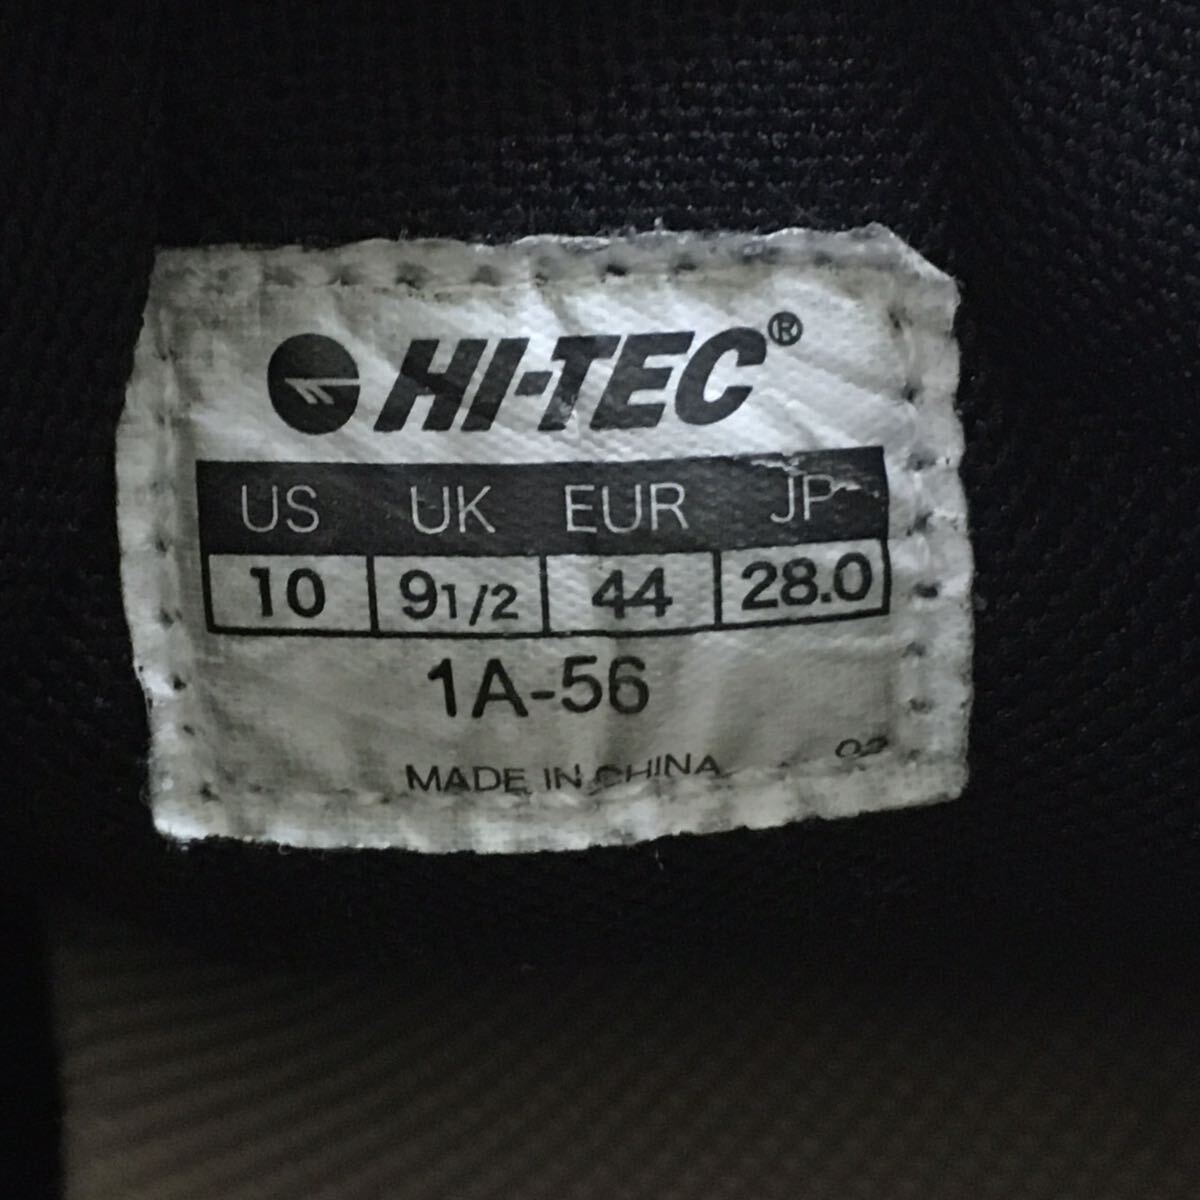 HI-TEC®
US UK EUR JP
10 9 1/2 44 28.0
1A-56
MADE IN CHINA